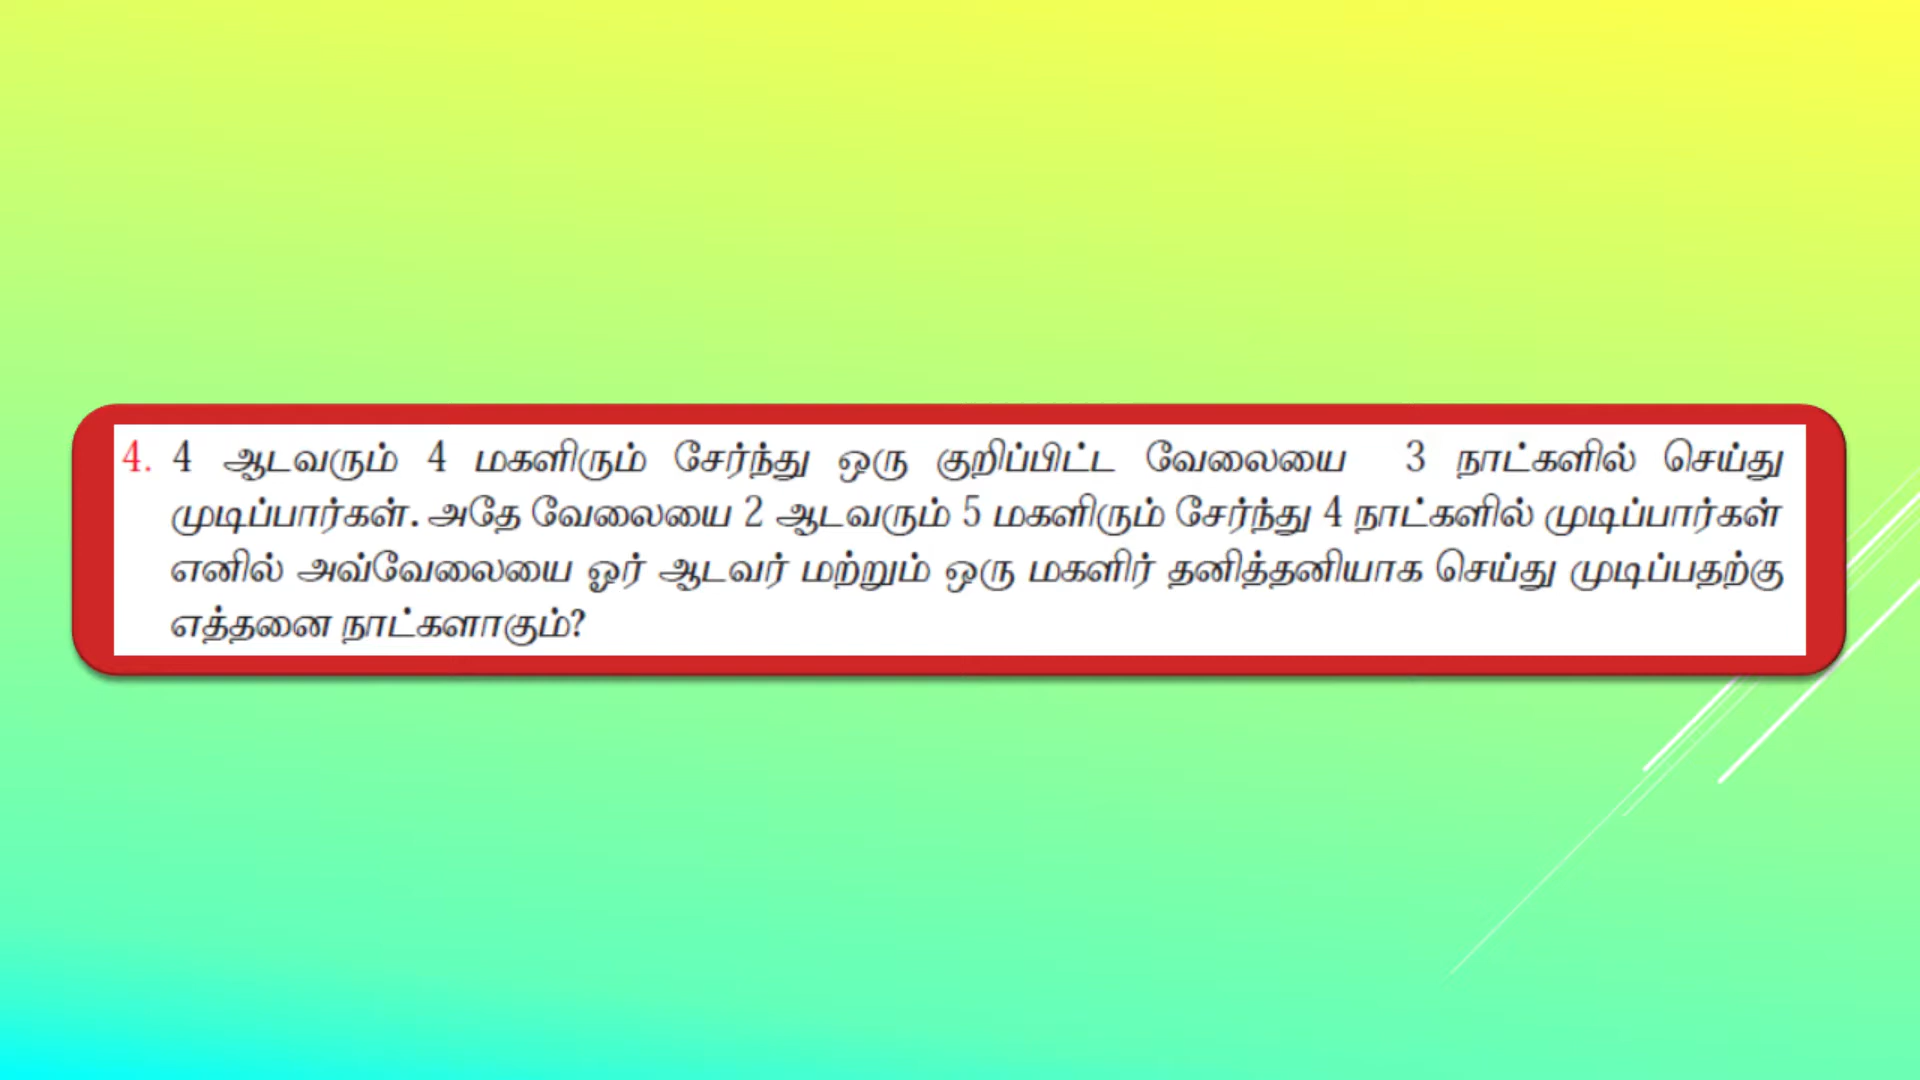 4. 4 ஆடவரும் 4 மகளிரும் சேர்ந்து ஒரு குறிப்பிட்ட வேலையை 3 நாட்களில் செய்து
முடிப்பார்கள். அதே வேலையை 2 ஆடவரும் 5 மகளிரும் சேர்ந்து 4 நாட்களில் முடிப்பார்கள்
எனில் அவ்வேலையை ஓர் ஆடவர் மற்றும் ஒரு மகளிர் தனித்தனியாக செய்து முடிப்பதற்கு
எத்தனை நாட்களாகும்?